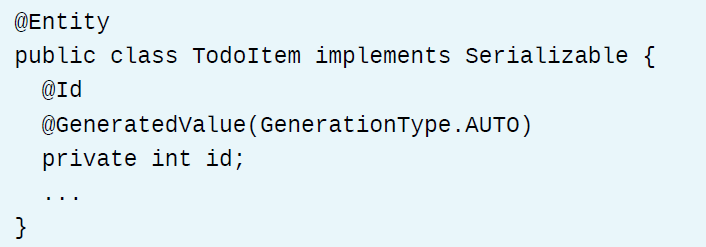 @Entity
public class TodoItem implements Serializable {
@Id
@GeneratedValue(GenerationType.AUTO)
private int id;
...
}